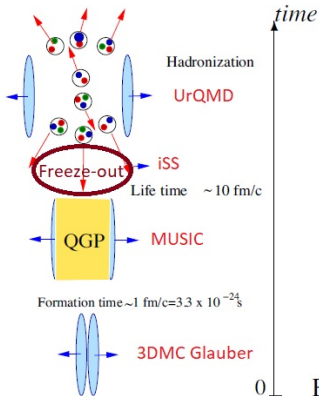 time
Hadronization
UrQMD
Freeze-out
iSS
Life time ~10 fm/c
QGP
MUSIC
Formation time ~1 fm/c=3.3 x 10 −24s
3DMC Glauber
0